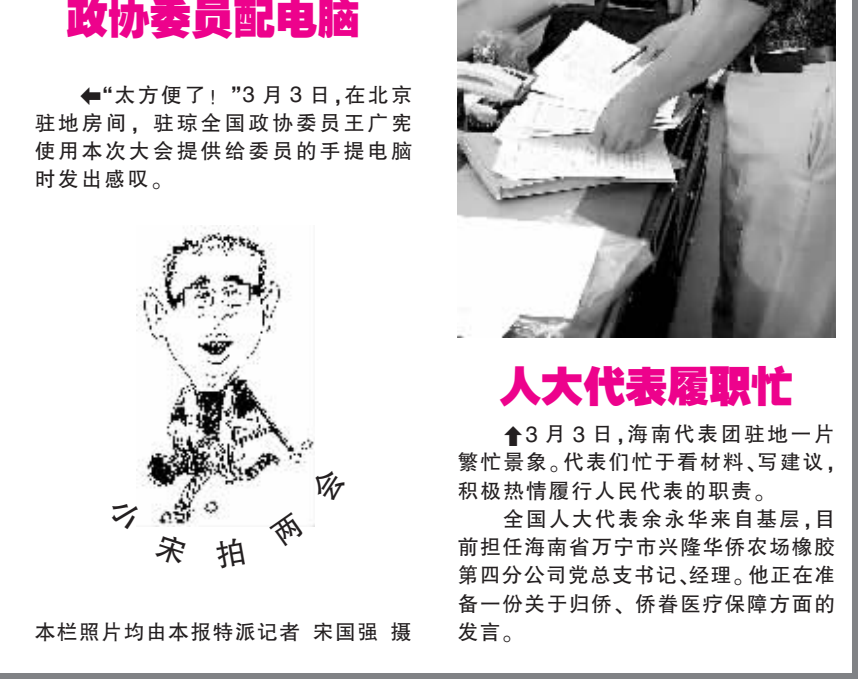 政协委员配电脑
←“太方便了！”3月3日,在北京
驻地房间，驻琼全国政协委员王广宪
使用本次大会提供给委员的手提电脑
时发出感叹。
小宋拍两会
本栏照片均由本报特派记者 宋国强 摄
人大代表履职忙
↑3月3日,海南代表团驻地一片
繁忙景象。代表们忙于看材料、写建议，
积极热情履行人民代表的职责。
全国人大代表余永华来自基层,目
前担任海南省万宁市兴隆华侨农场橡胶
第四分公司党总支书记、经理。他正在准
备一份关于归侨、侨眷医疗保障方面的
发言。